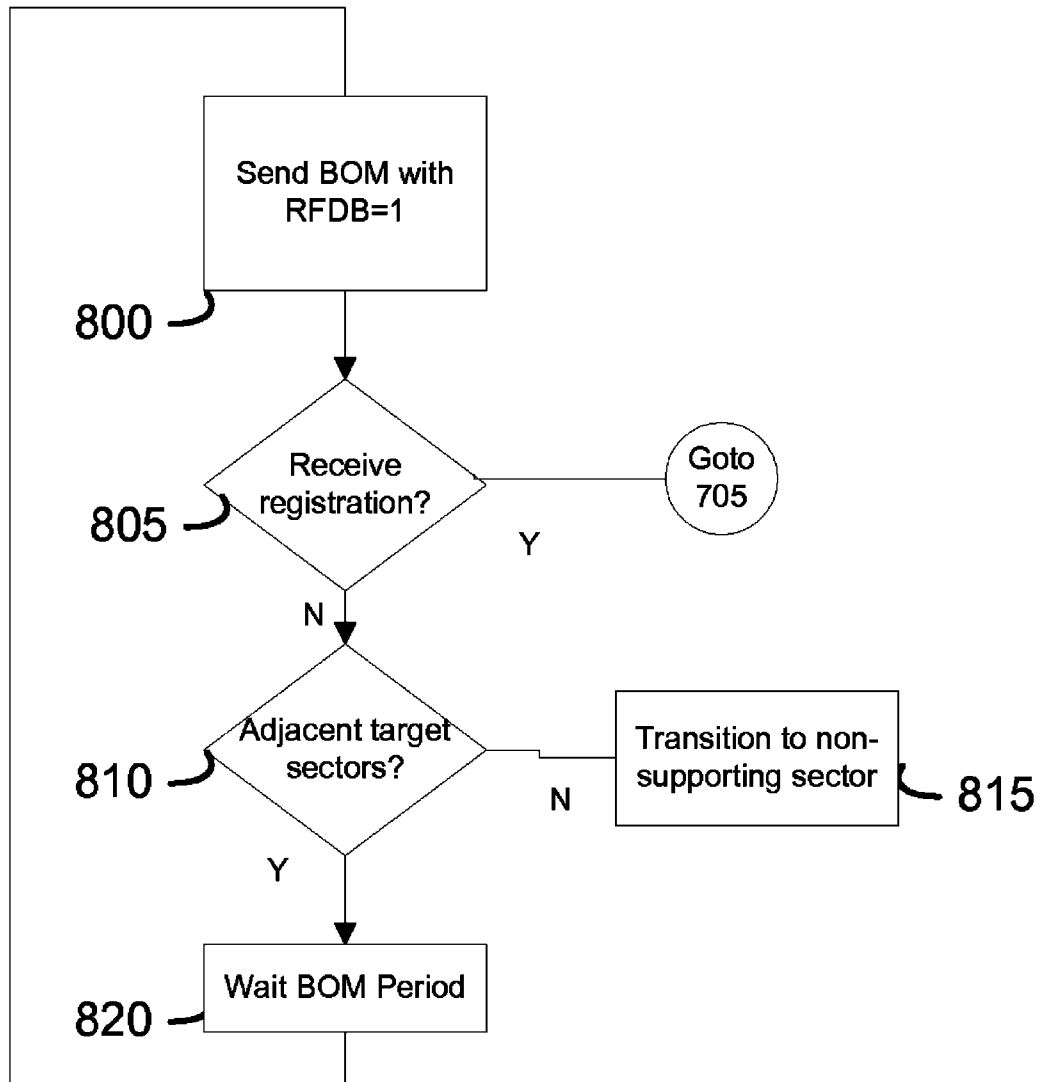 Send BOM with
RFDB=1
800
Receive
registration?
805
Y
Goto
705
N
Adjacent target
sectors?
810
N
Transition to non-
supporting sector
815
Y
Wait BOM Period
820